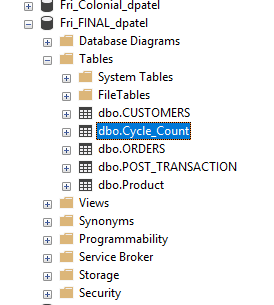 Fri_Colonial_dpatel
Fri_FINAL_dpatel
Database Diagrams
Tables
System Tables
FileTables
dbo.CUSTOMERS
dbo.Cycle_Count
dbo.ORDERS
dbo.POST_TRANSACTION
dbo.Product
Views
Synonyms
Programmability
Service Broker
Storage
Security